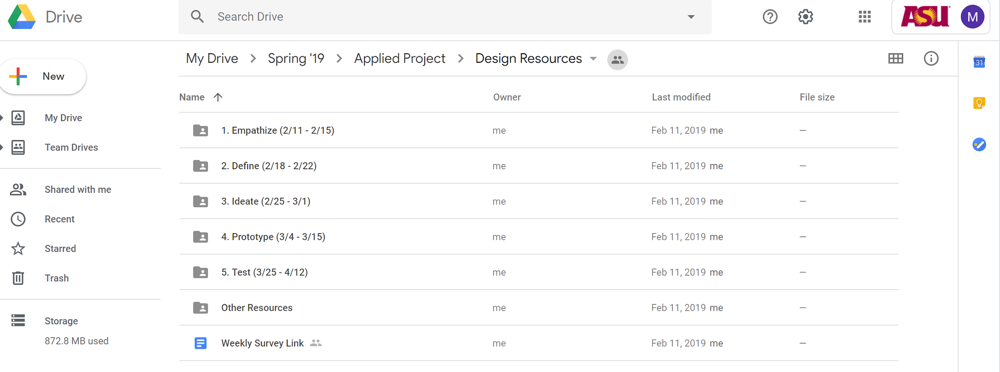 Drive
Search Drive
ASU
M
My Drive Spring '19 Applied Project Design Resources
31
New
Name Owner Last modified File size
My Drive
Team Drives
Shared with me
Recent
Starred
Trash
Storage
872.8 MB used
1. Empathize (2/11 - 2/15) me Feb 11, 2019 me —
2. Define (2/18 - 2/22) me Feb 11, 2019 me —
3. Ideate (2/25 - 3/1) me Feb 11, 2019 me —
4. Prototype (3/4 - 3/15) me Feb 11, 2019 me —
5. Test (3/25 - 4/12) me Feb 11, 2019 me —
Other Resources me Feb 11, 2019 me —
Weekly Survey Link me Feb 11, 2019 me —